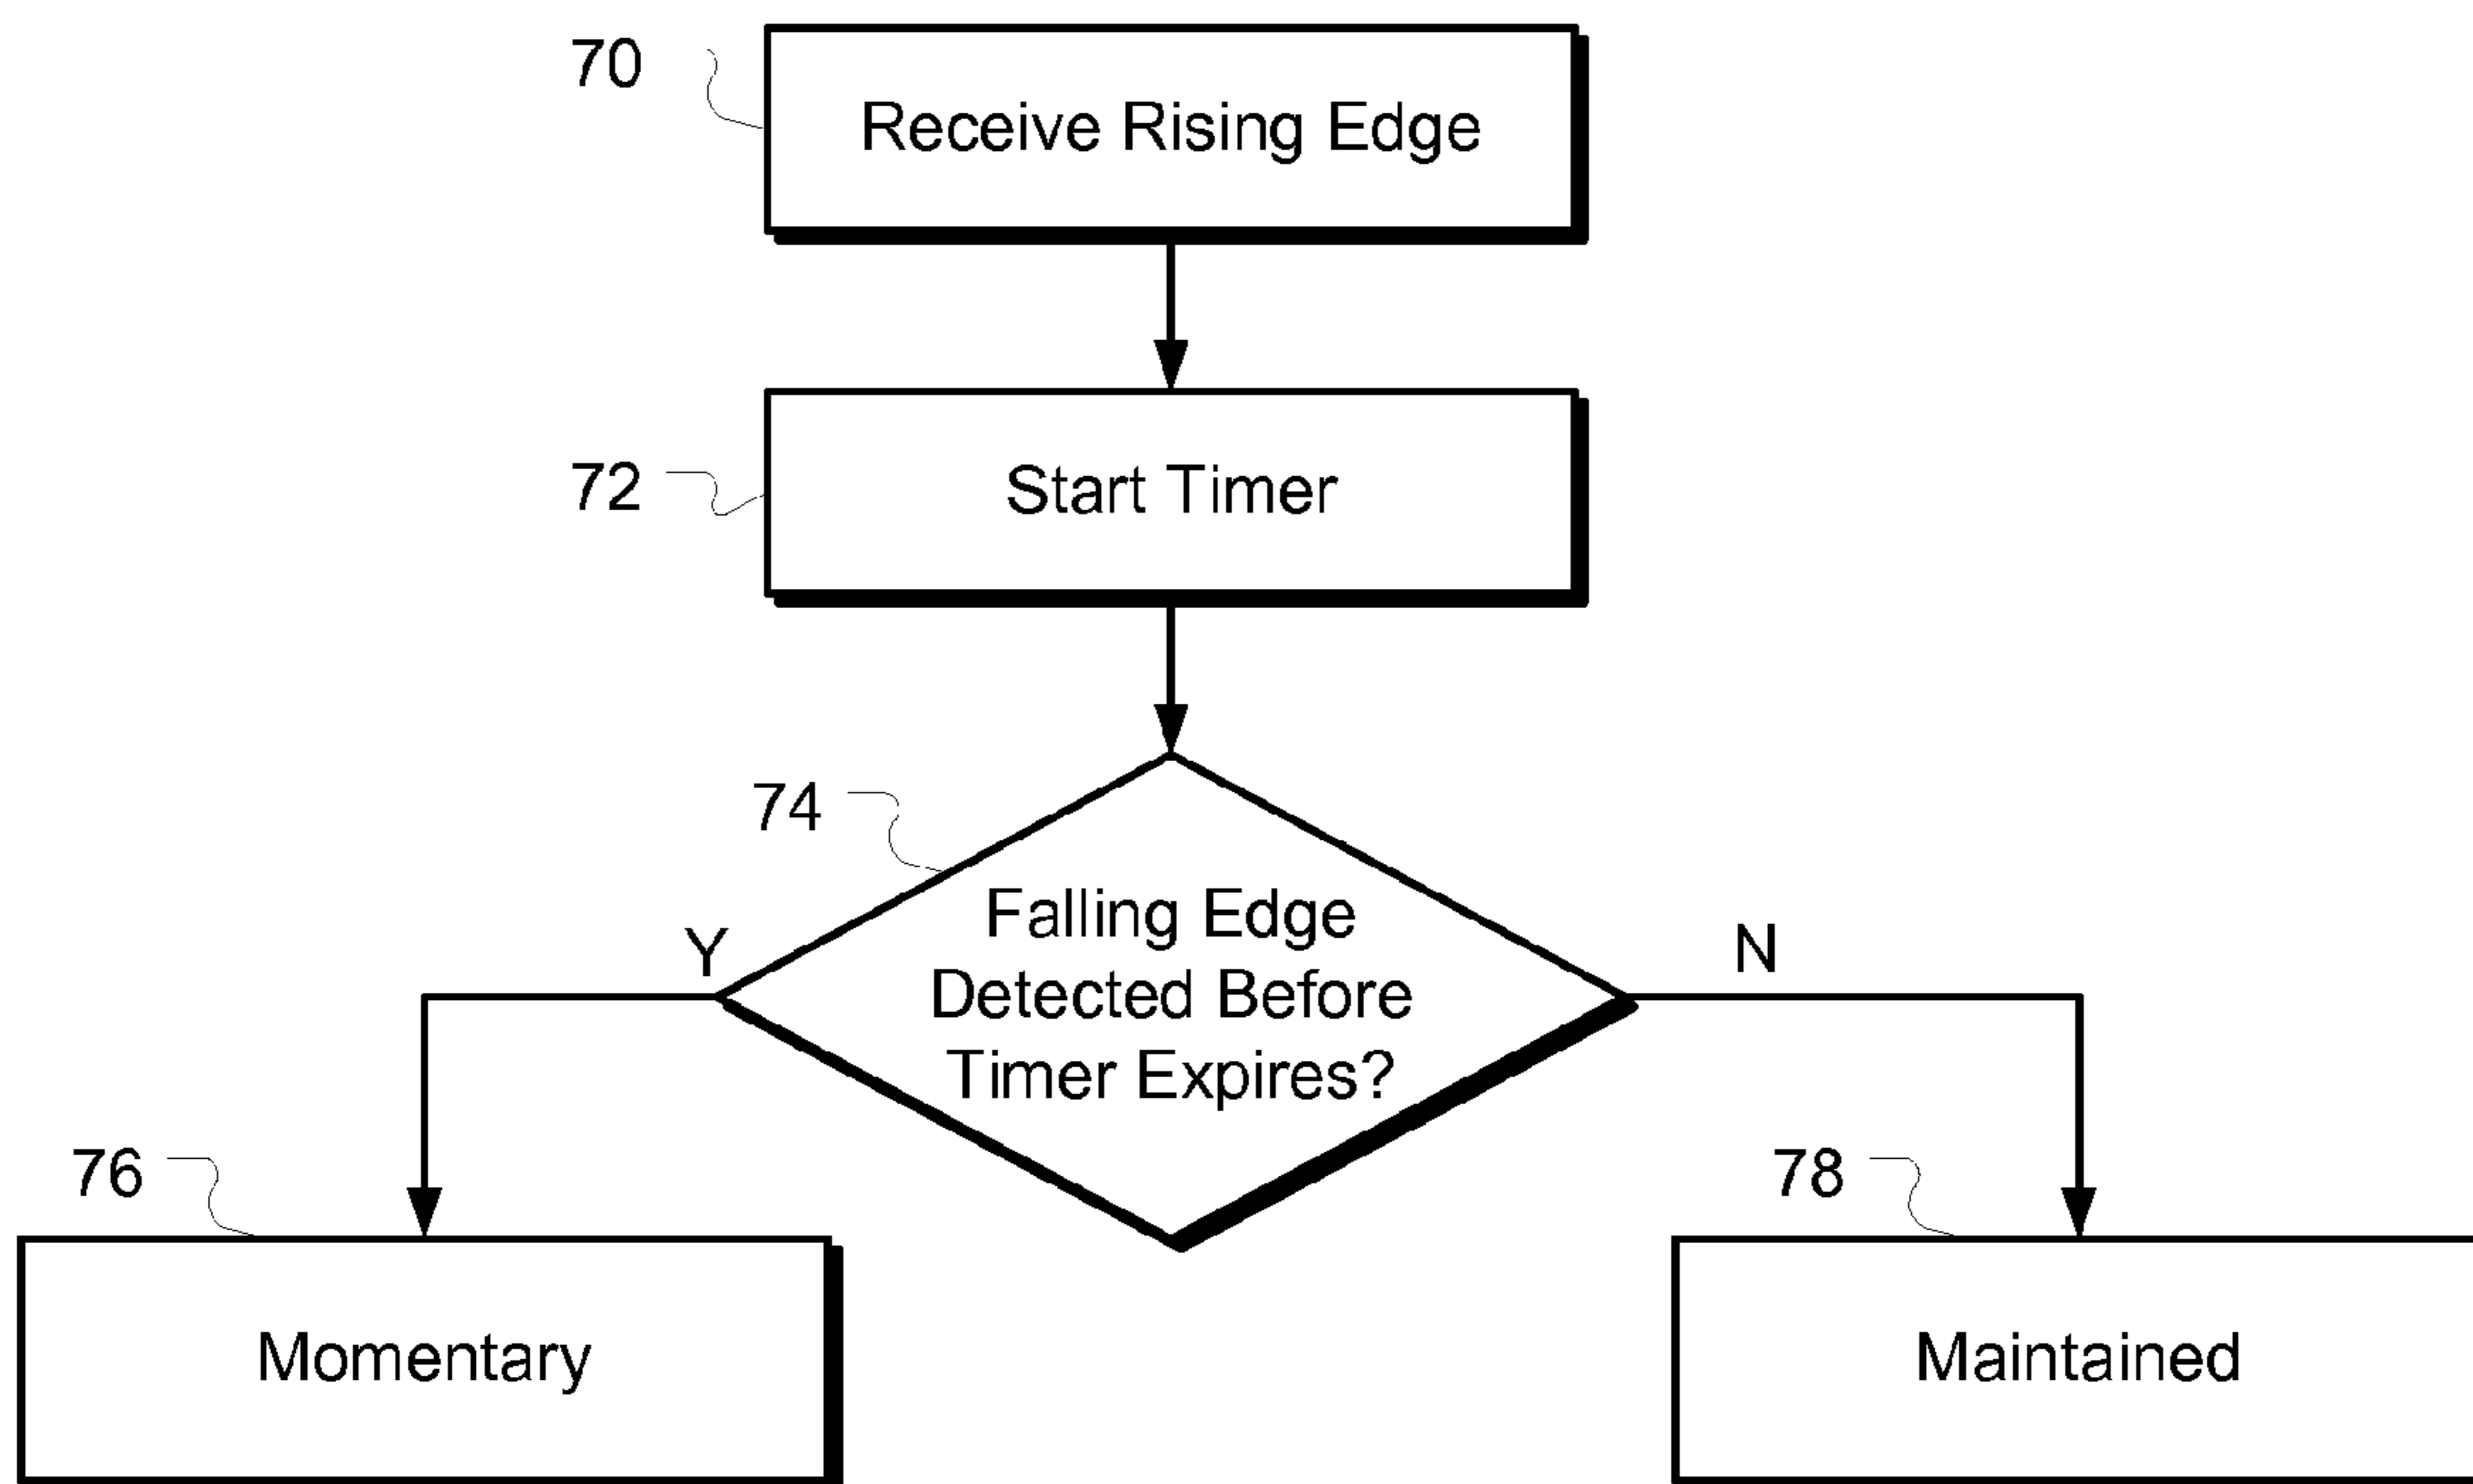 70
Receive Rising Edge
72
Start Timer
74
Falling Edge
Detected Before
Timer Expires?
Y
N
76
Momentary
78
Maintained